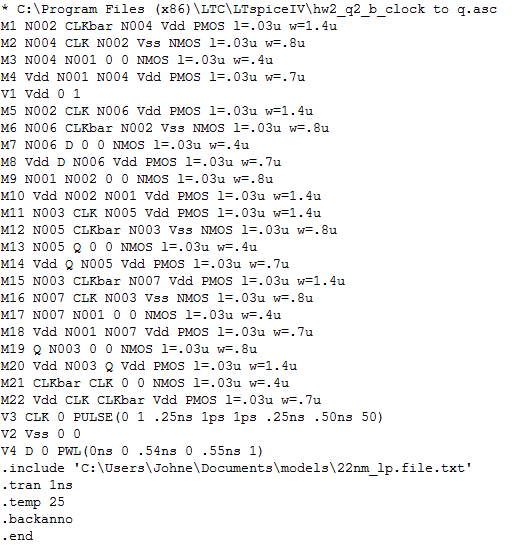 * C:\Program Files (x86)\LTC\LTspiceIV\hw2_q2_b_clock to q.asc
M1 N002 CLKbar N004 Vdd PMOS l=.03u w=1.4u
M2 N004 CLK N002 Vss NMOS l=.03u w=.8u
M3 N004 N001 0 0 NMOS l=.03u w=.4u
M4 Vdd N001 N004 Vdd PMOS l=.03u w=.7u
V1 Vdd 0 1
M5 N002 CLK N006 Vdd PMOS l=.03u w=1.4u
M6 N006 CLKbar N002 Vss NMOS l=.03u w=.8u
M7 N006 D 0 0 NMOS l=.03u w=.4u
M8 Vdd D N006 Vdd PMOS l=.03u w=.7u
M9 N001 N002 0 0 NMOS l=.03u w=.8u
M10 Vdd N002 N001 Vdd PMOS l=.03u w=1.4u
M11 N003 CLK N005 Vdd PMOS l=.03u w=1.4u
M12 N005 CLKbar N003 Vss NMOS l=.03u w=.8u
M13 N005 Q 0 0 NMOS l=.03u w=.4u
M14 Vdd Q N005 Vdd PMOS l=.03u w=.7u
M15 N003 CLKbar N007 Vdd PMOS l=.03u w=1.4u
M16 N007 CLK N003 Vss NMOS l=.03u w=.8u
M17 N007 N001 0 0 NMOS l=.03u w=.4u
M18 Vdd N001 N007 Vdd PMOS l=.03u w=.7u
M19 Q N003 0 0 NMOS l=.03u w=.8u
M20 Vdd N003 Q Vdd PMOS l=.03u w=1.4u
M21 CLKbar CLK 0 0 NMOS l=.03u w=.4u
M22 Vdd CLK CLKbar Vdd PMOS l=.03u w=.7u
V3 CLK 0 PULSE(0 1 .25ns 1ps 1ps .25ns .50ns 50)
V2 Vss 0 0
V4 D 0 PWL(0ns 0 .54ns 0 .55ns 1)
.include 'C:\Users\Johne\Documents\models\22nm_lp.file.txt'
.tran 1ns
.temp 25
.backanno
.end